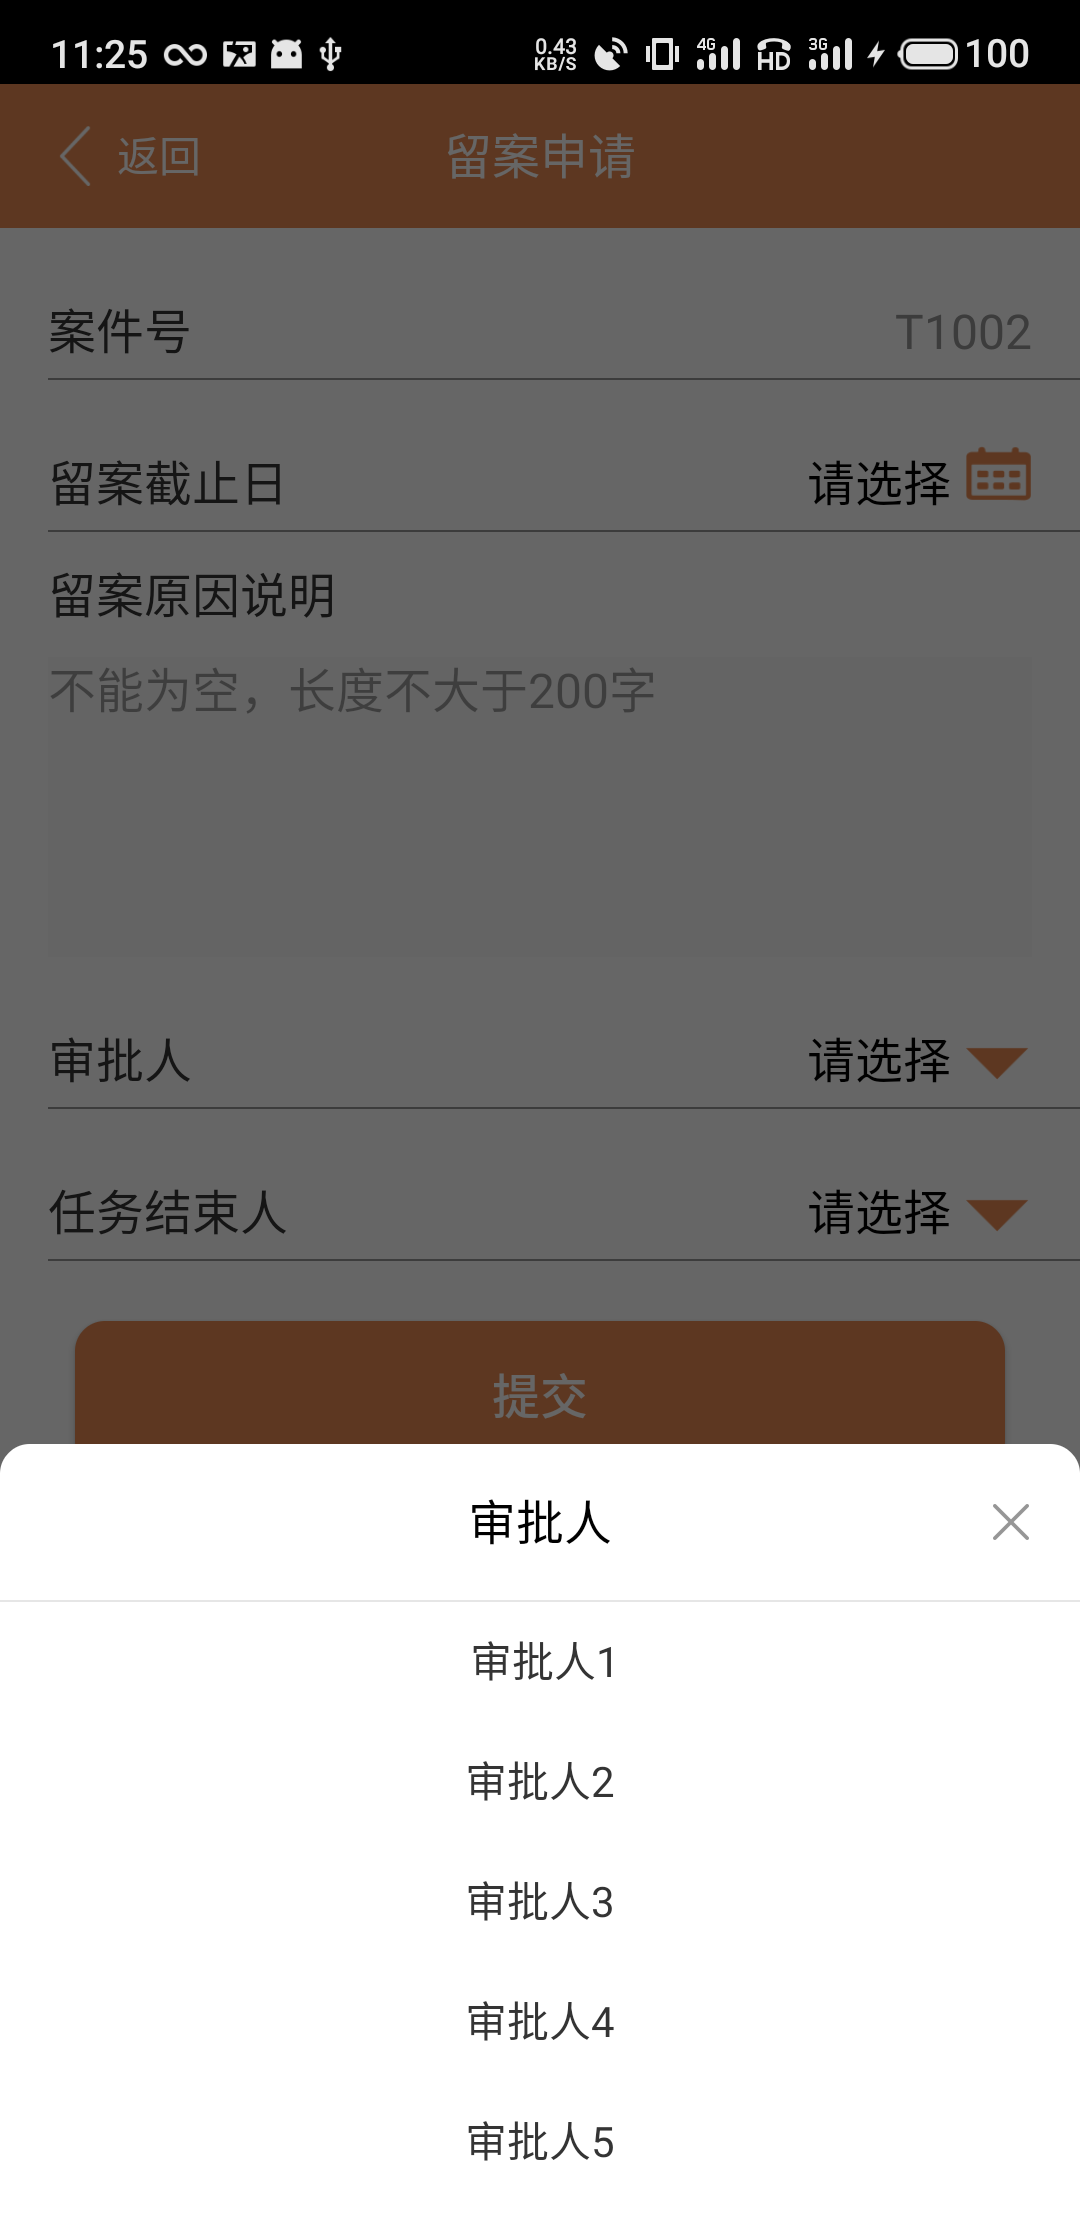 11:25 0.43 KB/S 4G HD 3G 100
返回 留案申请
案件号 T1002
留案截止日 请选择
留案原因说明
不能为空，长度不大于200字
审批人 请选择
任务结束人 请选择
提交
审批人
审批人1
审批人2
审批人3
审批人4
审批人5